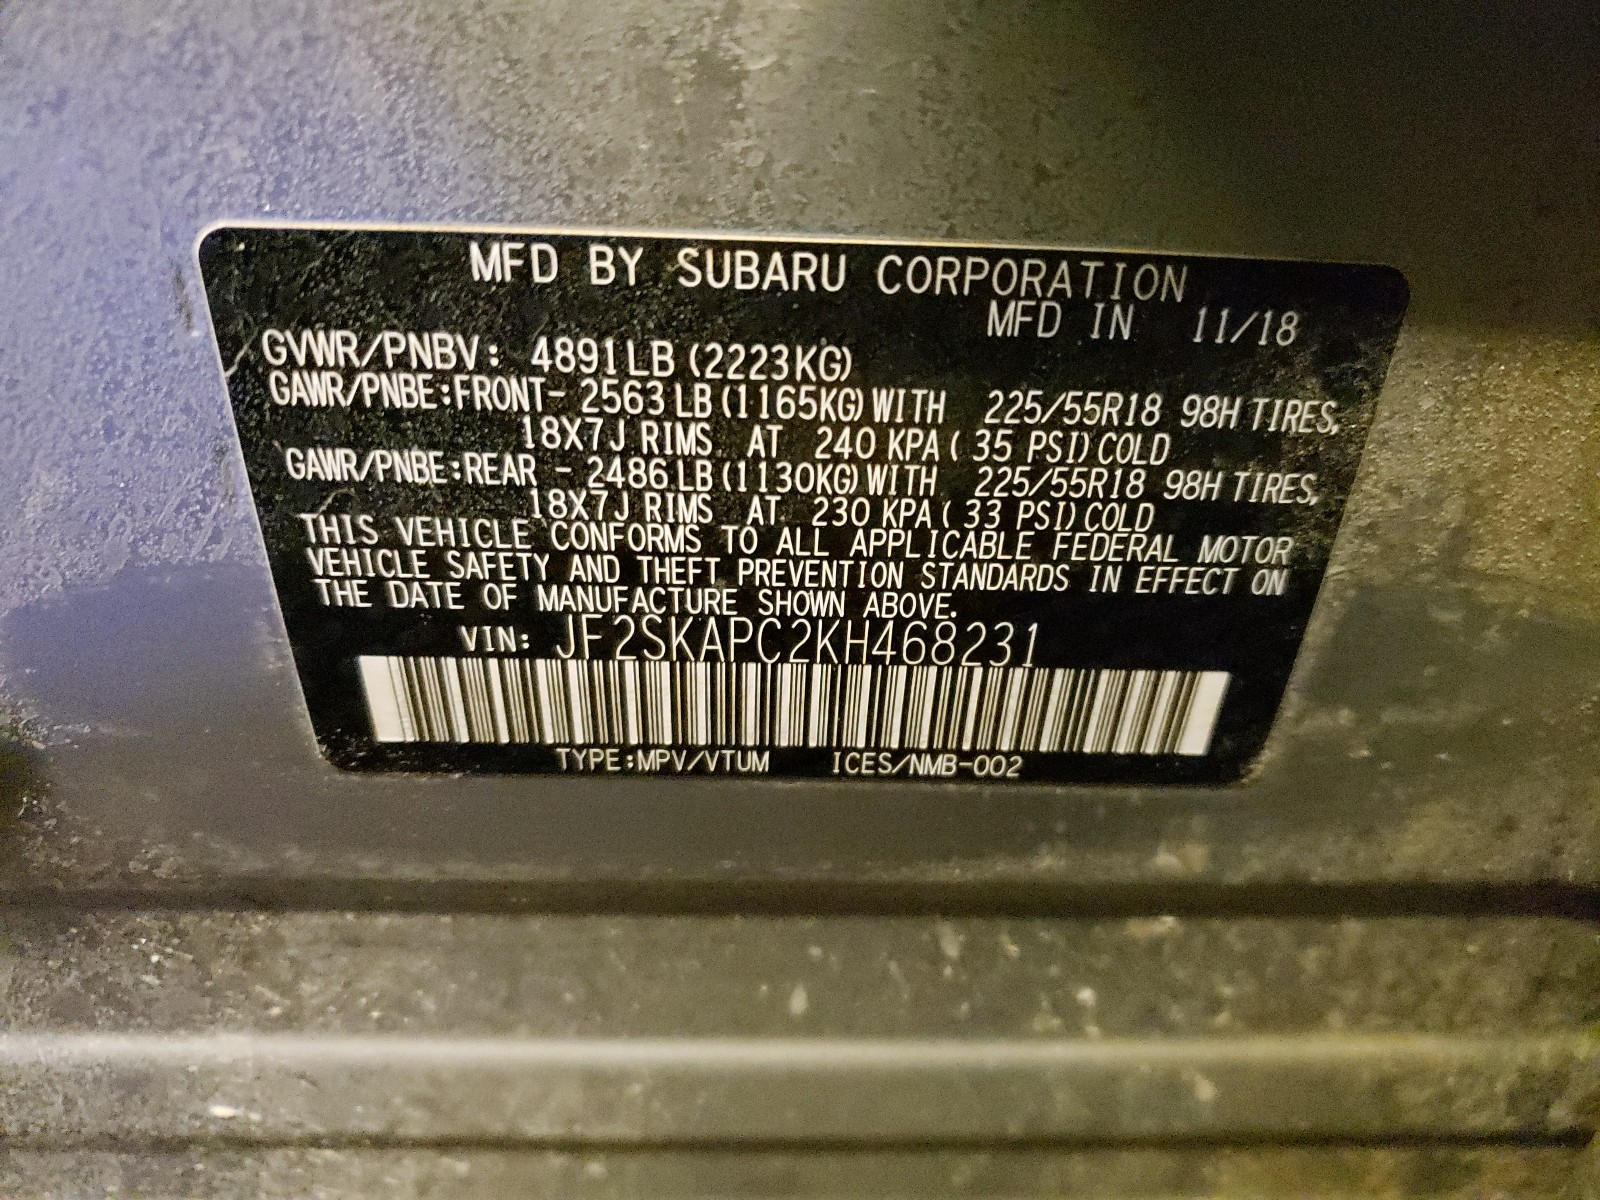 MFD BY SUBARU CORPORATION
MFD IN 11/18
GVWR/PNBV: 4891LB (2223KG)
GAWR/PNBE:FRONT- 2563 LB (1165KG) WITH 225/55R18 98H TIRES,
18X7J RIMS AT 240 KPA ( 35 PSI) COLD
GAWR/PNBE:REAR - 2486 LB (1130KG) WITH 225/55R18 98H TIRES,
18X7J RIMS AT 230 KPA ( 33 PSI) COLD
THIS VEHICLE CONFORMS TO ALL APPLICABLE FEDERAL MOTOR
VEHICLE SAFETY AND THEFT PREVENTION STANDARDS IN EFFECT ON
THE DATE OF MANUFACTURE SHOWN ABOVE.
VIN: JF2SKAPC2KH468231
TYPE:MPV/VTUM ICES/NMB-002